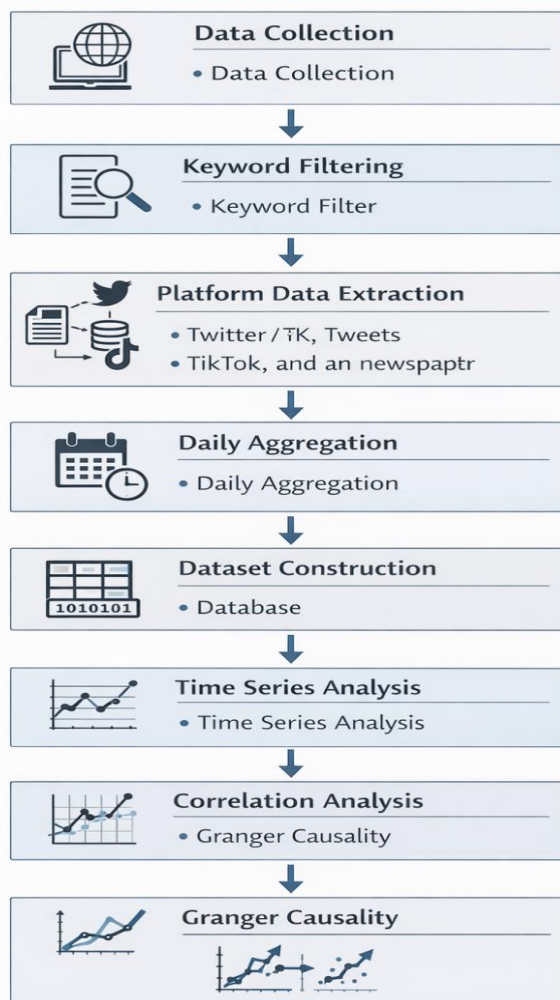 Data Collection
• Data Collection
Keyword Filtering
• Keyword Filter
Platform Data Extraction
• Twitter / TK, Tweets
• TikTok, and an newspaptr
Daily Aggregation
• Daily Aggregation
Dataset Construction
1010101
• Database
Time Series Analysis
• Time Series Analysis
Correlation Analysis
• Granger Causality
Granger Causality